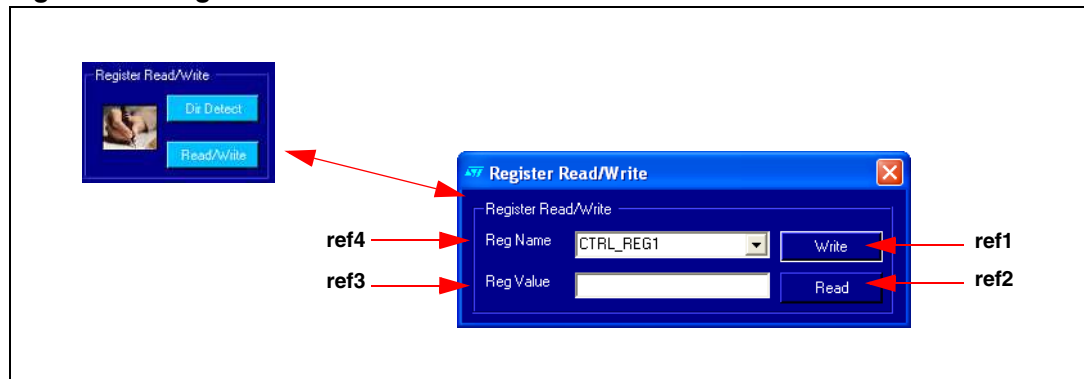 Register Read/Write
Dir Detect
Read/Write
Register Read/Write
Register Read/Write
ref4
Reg Name
CTRL_REG1
Write
ref1
ref3
Reg Value
Read
ref2